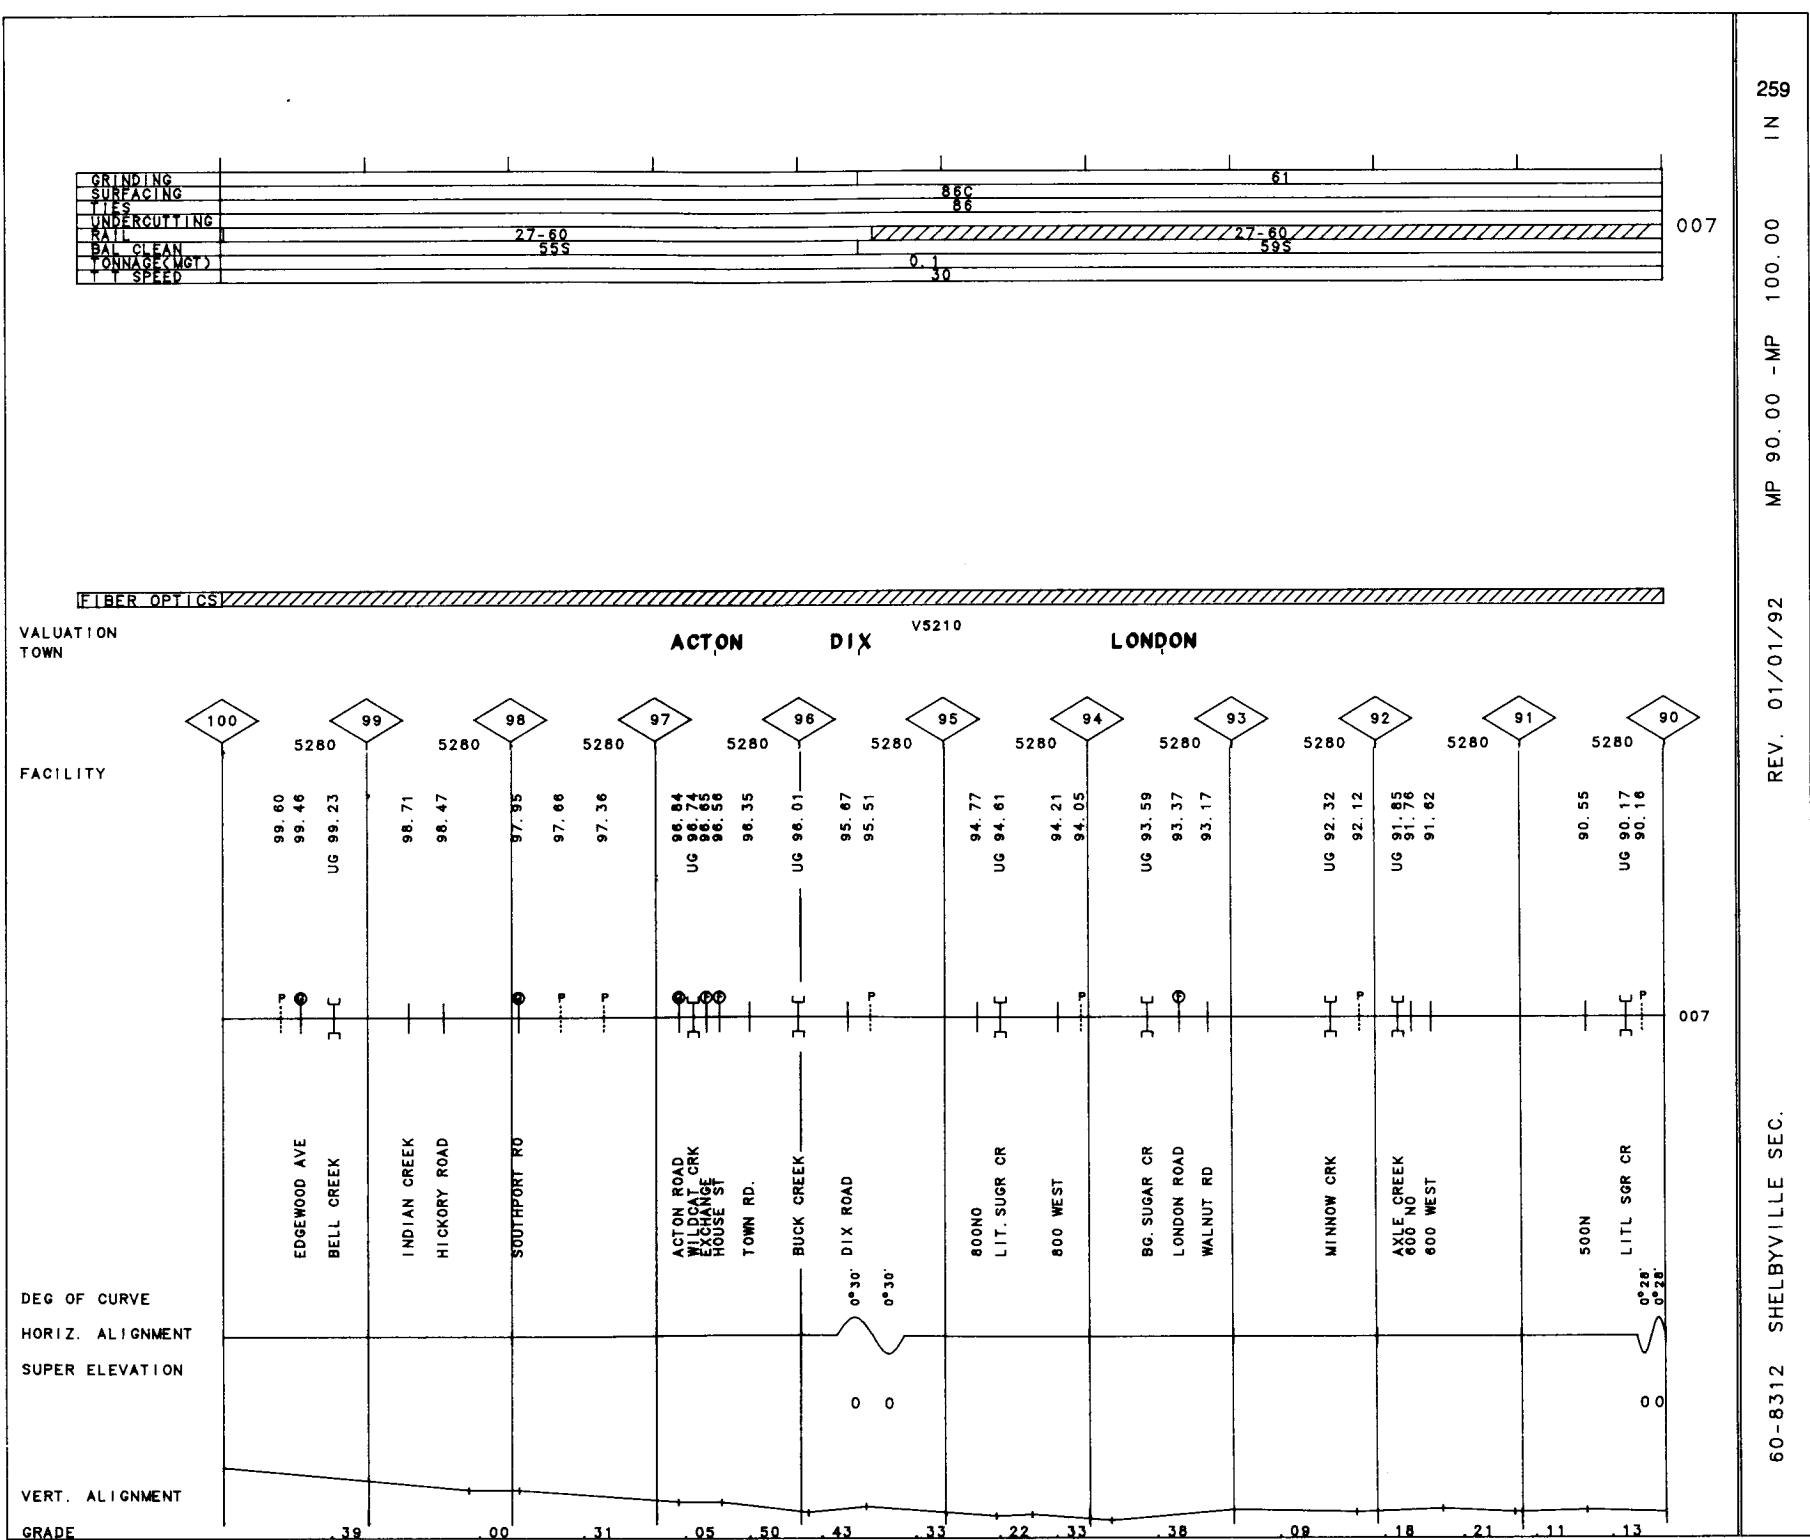 GRINDING 61
SURFACING 86C
TIES 86
UNDERCUTTING
RAIL 27-60 27-60
BAL CLEAN 55S 59S
TONNAGE(MGT) 0.1
T T SPEED 30
007
FIBER OPTICS
VALUATION V5210
TOWN ACTON DIX LONDON
100 99 98 97 96 95 94 93 92 91 90
5280 5280 5280 5280 5280 5280 5280 5280 5280 5280
FACILITY
99.60
99.46
UG 99.23
98.71
98.47
97.95
97.66
97.36
96.84
UG 96.74
96.65
96.56
96.35
UG 96.01
95.67
95.51
94.77
UG 94.61
94.21
94.05
UG 93.59
93.37
93.17
UG 92.32
92.12
UG 91.85
91.76
91.62
90.55
UG 90.17
90.16
P P P F F P P F P P
007
EDGEWOOD AVE
BELL CREEK
INDIAN CREEK
HICKORY ROAD
SOUTHPORT RD
ACTON ROAD
WILDCAT CRK
EXCHANGE
HOUSE ST
TOWN RD.
BUCK CREEK
DIX ROAD
800NO
LIT. SUGR CR
800 WEST
BG. SUGAR CR
LONDON ROAD
WALNUT RD
MINNOW CRK
AXLE CREEK
600 NO
600 WEST
500N
LITL SGR CR
DEG OF CURVE 0°30' 0°30' 0°28' 0°28'
HORIZ. ALIGNMENT
SUPER ELEVATION
0 0 0 0
VERT. ALIGNMENT
GRADE .39 .00 .31 .05 .50 .43 .33 .22 .33 .38 .09 .18 .21 .11 .13
60-8312 SHELBYVILLE SEC. REV. 01/01/92 MP 90.00 -MP 100.00 IN 259